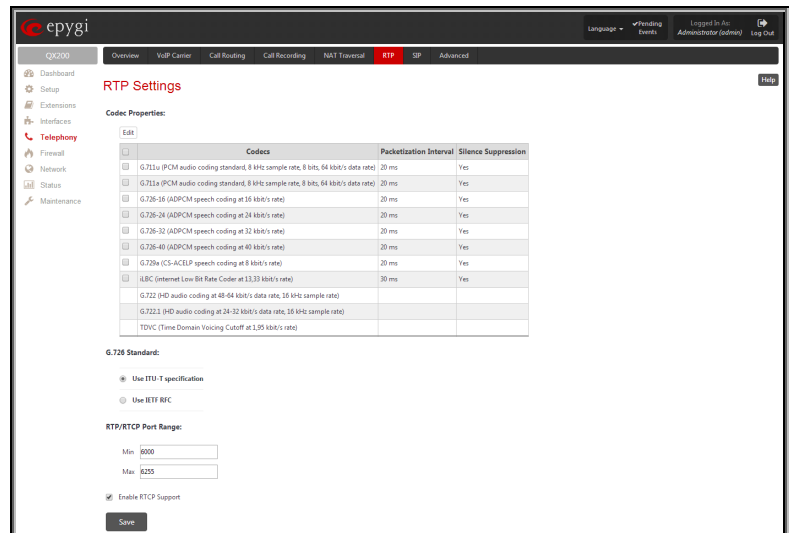 epygi
Language
Pending Events
Logged In As:
Administrator (admin)
Log Out
QX200
Overview VoIP Carrier Call Routing Call Recording NAT Traversal RTP SIP Advanced
Dashboard
Setup
Extensions
Interfaces
Telephony
Firewall
Network
Status
Maintenance
RTP Settings
Help
Codec Properties:
Edit
Codecs Packetization Interval Silence Suppression
G.711u (PCM audio coding standard, 8 kHz sample rate, 8 bits, 64 kbit/s data rate) 20 ms Yes
G.711a (PCM audio coding standard, 8 kHz sample rate, 8 bits, 64 kbit/s data rate) 20 ms Yes
G.726-16 (ADPCM speech coding at 16 kbit/s rate) 20 ms Yes
G.726-24 (ADPCM speech coding at 24 kbit/s rate) 20 ms Yes
G.726-32 (ADPCM speech coding at 32 kbit/s rate) 20 ms Yes
G.726-40 (ADPCM speech coding at 40 kbit/s rate) 20 ms Yes
G.729a (CS-ACELP speech coding at 8 kbit/s rate) 20 ms Yes
iLBC (internet Low Bit Rate Coder at 13,33 kbit/s rate) 30 ms Yes
G.722 (HD audio coding at 48-64 kbit/s data rate, 16 kHz sample rate)
G.722.1 (HD audio coding at 24-32 kbit/s data rate, 16 kHz sample rate)
TDVC (Time Domain Voicing Cutoff at 1,95 kbit/s rate)
G.726 Standard:
Use ITU-T specification
Use IETF RFC
RTP/RTCP Port Range:
Min 6000
Max 6255
Enable RTCP Support
Save